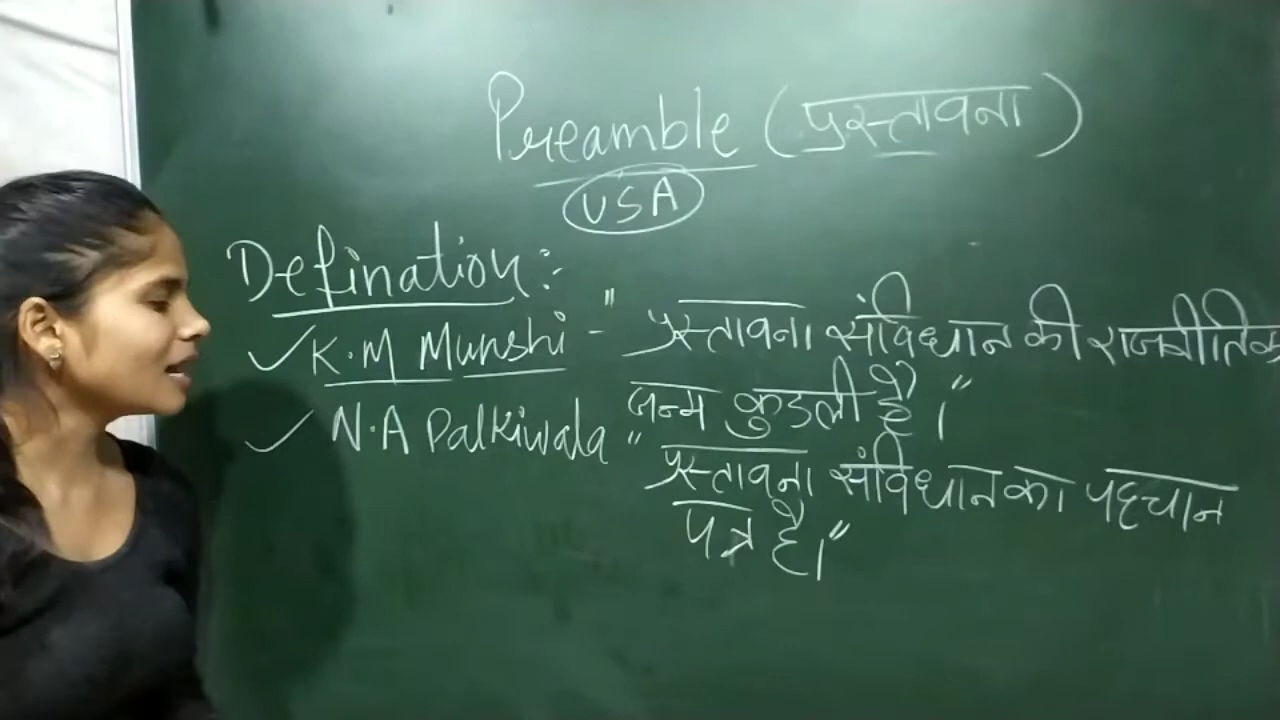 Preamble (प्रस्तावना)
USA
Defination :-
K.M Munshi - " प्रस्तावना संविधान की राजनीतिक
जन्म कुडली है।"
N.A Palkiwala " प्रस्तावना संविधान का पहचान
पत्र है।"